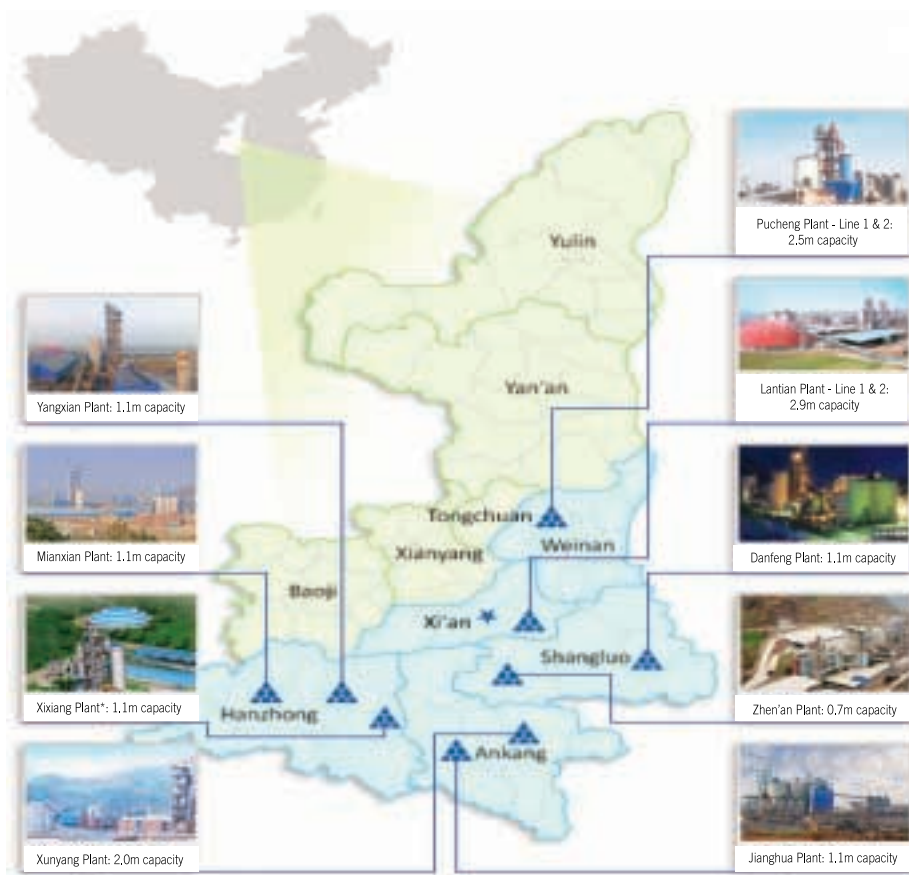 Pucheng Plant - Line 1 & 2:
2.5m capacity
Yulin
Lantian Plant - Line 1 & 2:
2.9m capacity
Yangxian Plant: 1.1m capacity
Yan'an
Mianxian Plant: 1.1m capacity
Tongchuan
Weinan
Xianyang
Danfeng Plant: 1.1m capacity
Baoji
Xi'an
Shangluo
Xixiang Plant*: 1.1m capacity
Hanzhong
Zhen'an Plant: 0.7m capacity
Ankang
Xunyang Plant: 2.0m capacity
Jianghua Plant: 1.1m capacity